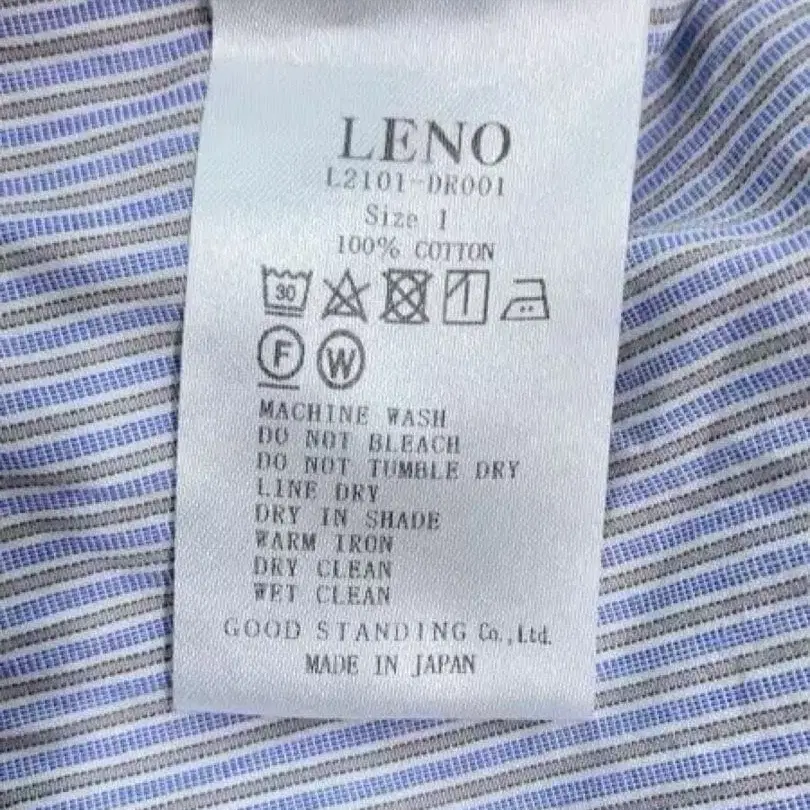 LENO
L2101-DR001
Size 1
100% COTTON
30
F W
MACHINE WASH
DO NOT BLEACH
DO NOT TUMBLE DRY
LINE DRY
DRY IN SHADE
WARM IRON
DRY CLEAN
WET CLEAN
GOOD STANDING Co.,Ltd.
MADE IN JAPAN